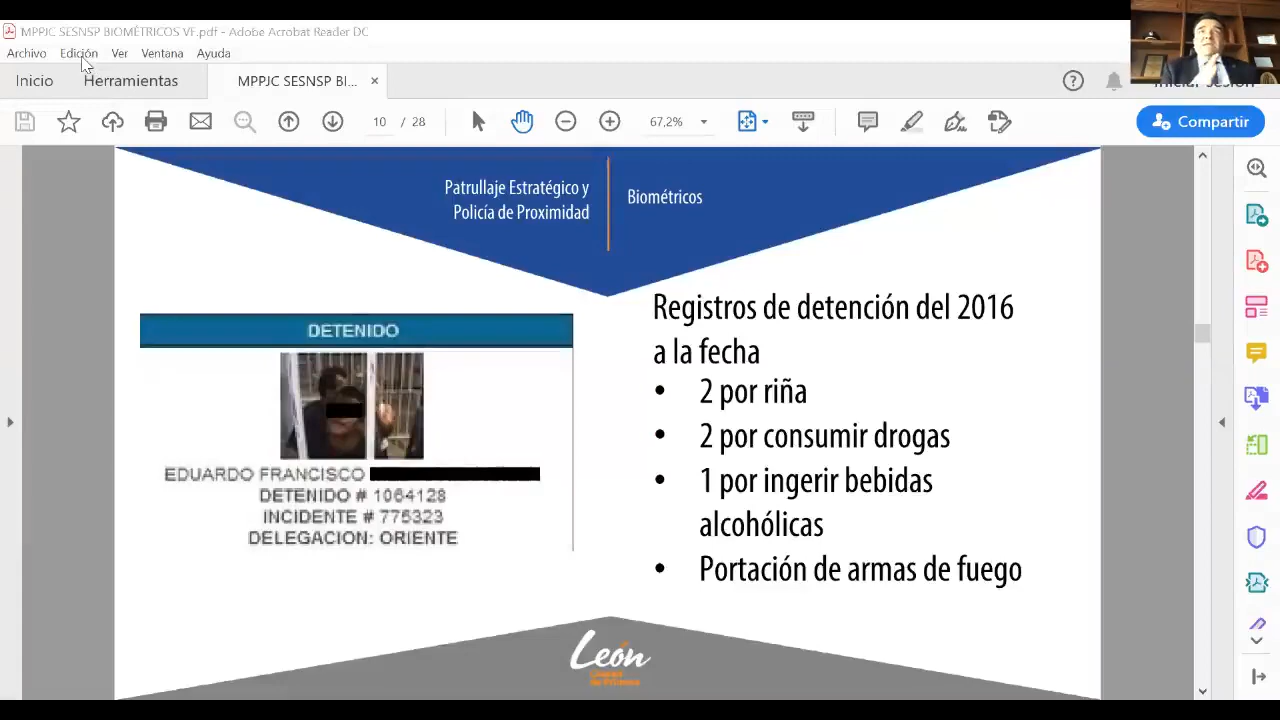 MPPJC SESNSP BIOMÉTRICOS VF.pdf - Adobe Acrobat Reader DC
Archivo Edición Ver Ventana Ayuda
Inicio Herramientas MPPJC SESNSP BI... ×
Iniciar sesión
10 / 28 67,2% Compartir
Patrullaje Estratégico y
Policía de Proximidad
Biométricos
DETENIDO
EDUARDO FRANCISCO
DETENIDO # 1064128
INCIDENTE # 775323
DELEGACION: ORIENTE
Registros de detención del 2016
a la fecha
• 2 por riña
• 2 por consumir drogas
• 1 por ingerir bebidas
alcohólicas
• Portación de armas de fuego
León